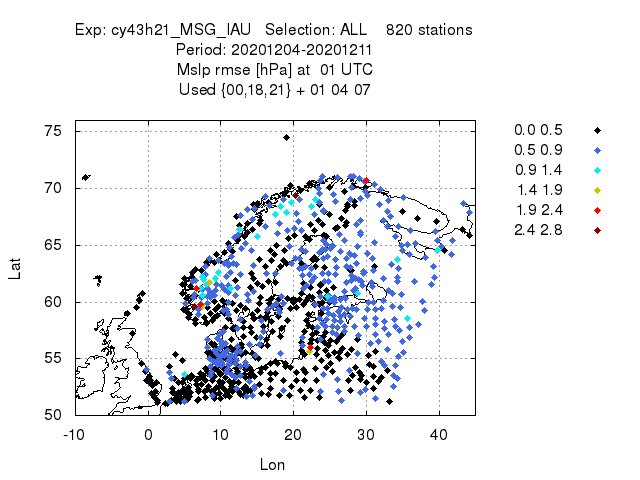 Exp: cy43h21_MSG_IAU   Selection: ALL    820 stations
Period: 20201204-20201211
Mslp rmse [hPa] at  01 UTC
Used {00,18,21} + 01 04 07
0.0 0.5
0.5 0.9
0.9 1.4
1.4 1.9
1.9 2.4
2.4 2.8
75
70
65
60
55
50
Lat
-10 0 10 20 30 40
Lon